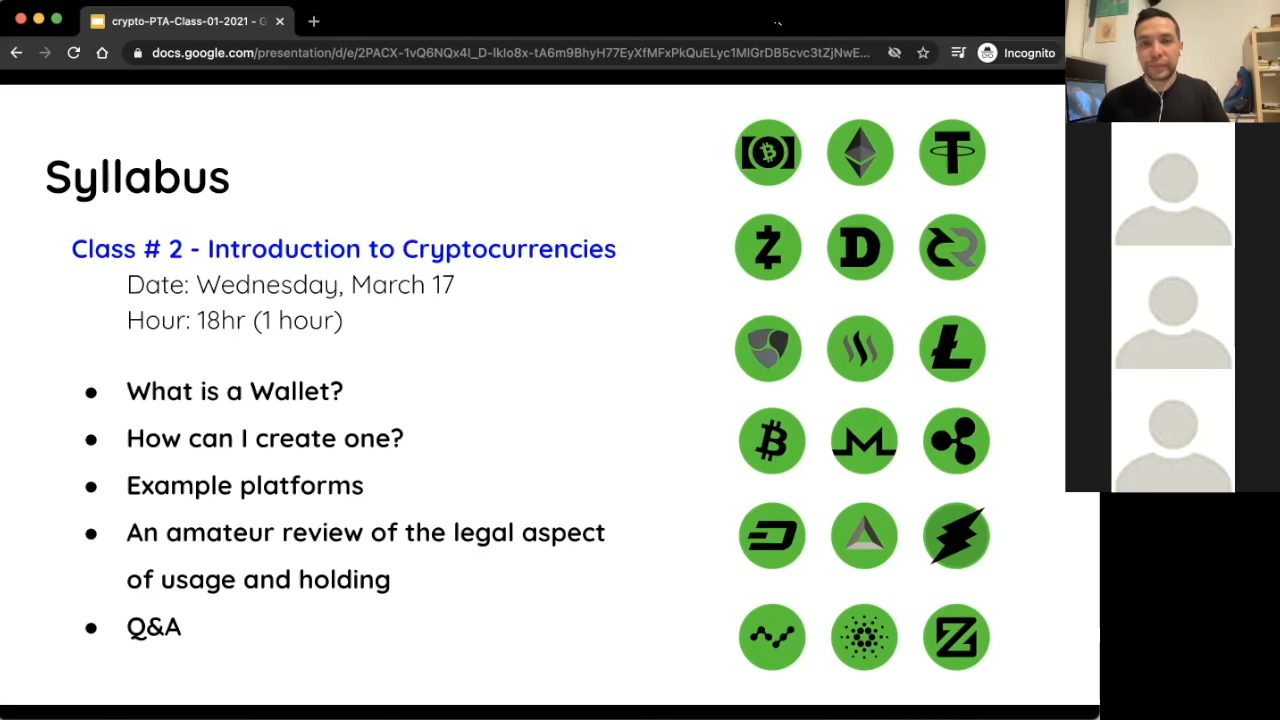 crypto-PTA-Class-01-2021 - G
docs.google.com/presentation/d/e/2PACX-1vQ6NQx4l_D-lklo8x-tA6m9BhyH77EyXfMFxPkQuELyc1MlGrDB5cvc3tZjNwE...
Incognito
Syllabus
Class # 2 - Introduction to Cryptocurrencies
Date: Wednesday, March 17
Hour: 18hr (1 hour)
● What is a Wallet?
● How can I create one?
● Example platforms
● An amateur review of the legal aspect
of usage and holding
● Q&A